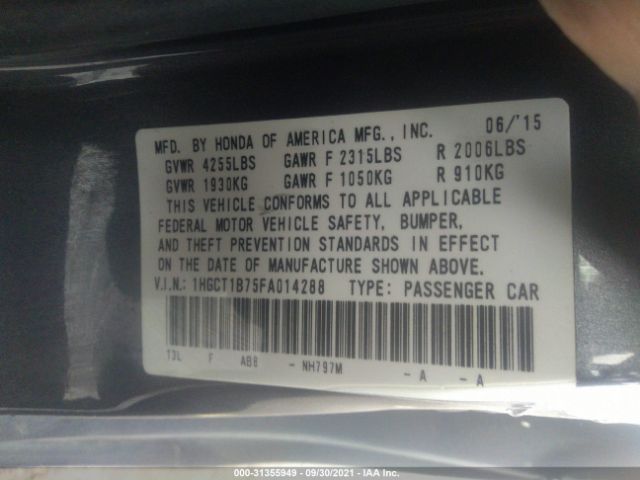 MFD. BY HONDA OF AMERICA MFG., INC. 06/'15
GVWR 4255LBS GAWR F 2315LBS R 2006LBS
GVWR 1930KG GAWR F 1050KG R 910KG
THIS VEHICLE CONFORMS TO ALL APPLICABLE
FEDERAL MOTOR VEHICLE SAFETY, BUMPER,
AND THEFT PREVENTION STANDARDS IN EFFECT
ON THE DATE OF MANUFACTURE SHOWN ABOVE.
V.I.N.: 1HGCT1B75FA014288 TYPE: PASSENGER CAR
T3L F AB6 - NH797M - A - A
000-31355949 - 09/30/2021 - IAA Inc.